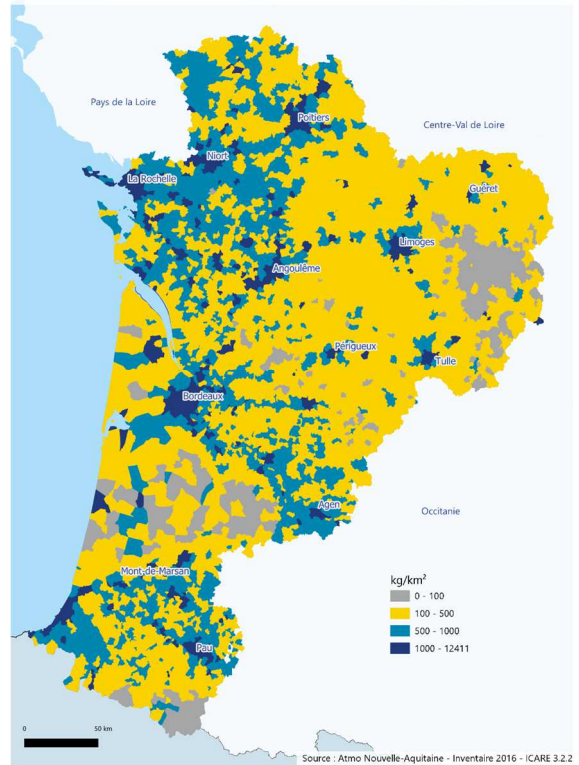 Pays de la Loire
Poitiers
Centre-Val de Loire
Niort
La Rochelle
Guéret
Limoges
Angoulême
Périgueux
Tulle
Bordeaux
Agen
Occitanie
Mont-de-Marsan
Pau
kg/km²
0 - 100
100 - 500
500 - 1000
1000 - 12411
0 50 km
Source : Atmo Nouvelle-Aquitaine - Inventaire 2016 - ICARE 3.2.2